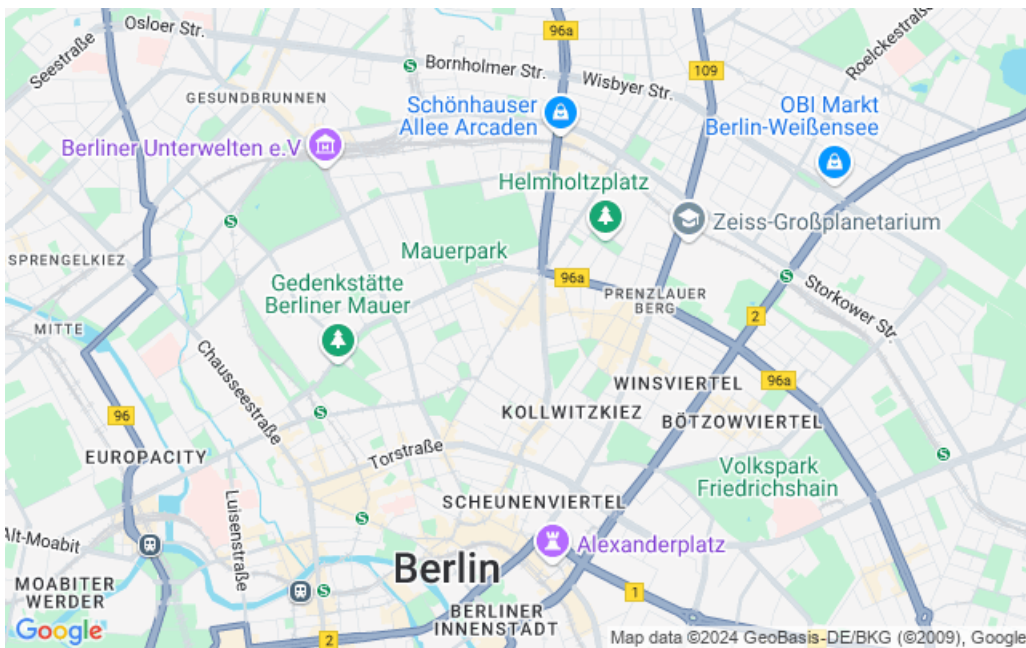 Osloer Str.
Seestraße
96a
Bornholmer Str.
Wisbyer Str.
109
Roelckestraße
GESUNDBRUNNEN
Schönhauser
Allee Arcaden
OBI Markt
Berlin-Weißensee
Berliner Unterwelten e.V
Helmholtzplatz
Zeiss-Großplanetarium
Mauerpark
SPRENGELKIEZ
Gedenkstätte
Berliner Mauer
96a
PRENZLAUER
BERG
Storkower Str.
MITTE
2
Chausseestraße
WINSVIERTEL
96a
96
KOLLWITZKIEZ
BÖTZOWVIERTEL
EUROPACITY
Torstraße
Volkspark
Friedrichshain
SCHEUNENVIERTEL
Luisenstraße
Alt-Moabit
Alexanderplatz
Berlin
MOABITER
WERDER
1
BERLINER
INNENSTADT
2
Google
Map data ©2024 GeoBasis-DE/BKG (©2009), Google